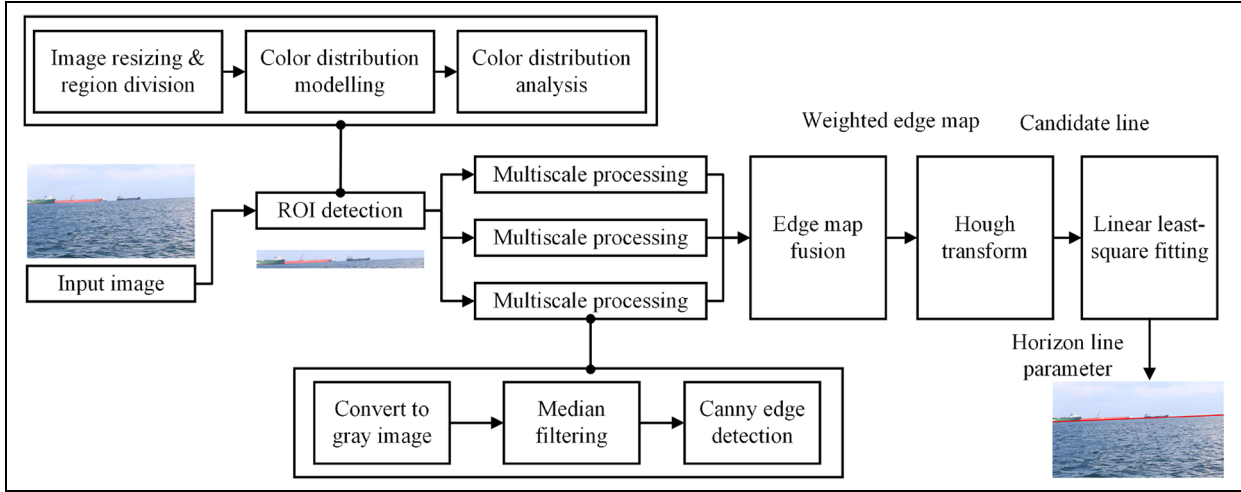 Image resizing &
region division
Color distribution
modelling
Color distribution
analysis
Weighted edge map
Candidate line
Input image
ROI detection
Multiscale processing
Multiscale processing
Multiscale processing
Edge map
fusion
Hough
transform
Linear least-
square fitting
Horizon line
parameter
Convert to
gray image
Median
filtering
Canny edge
detection